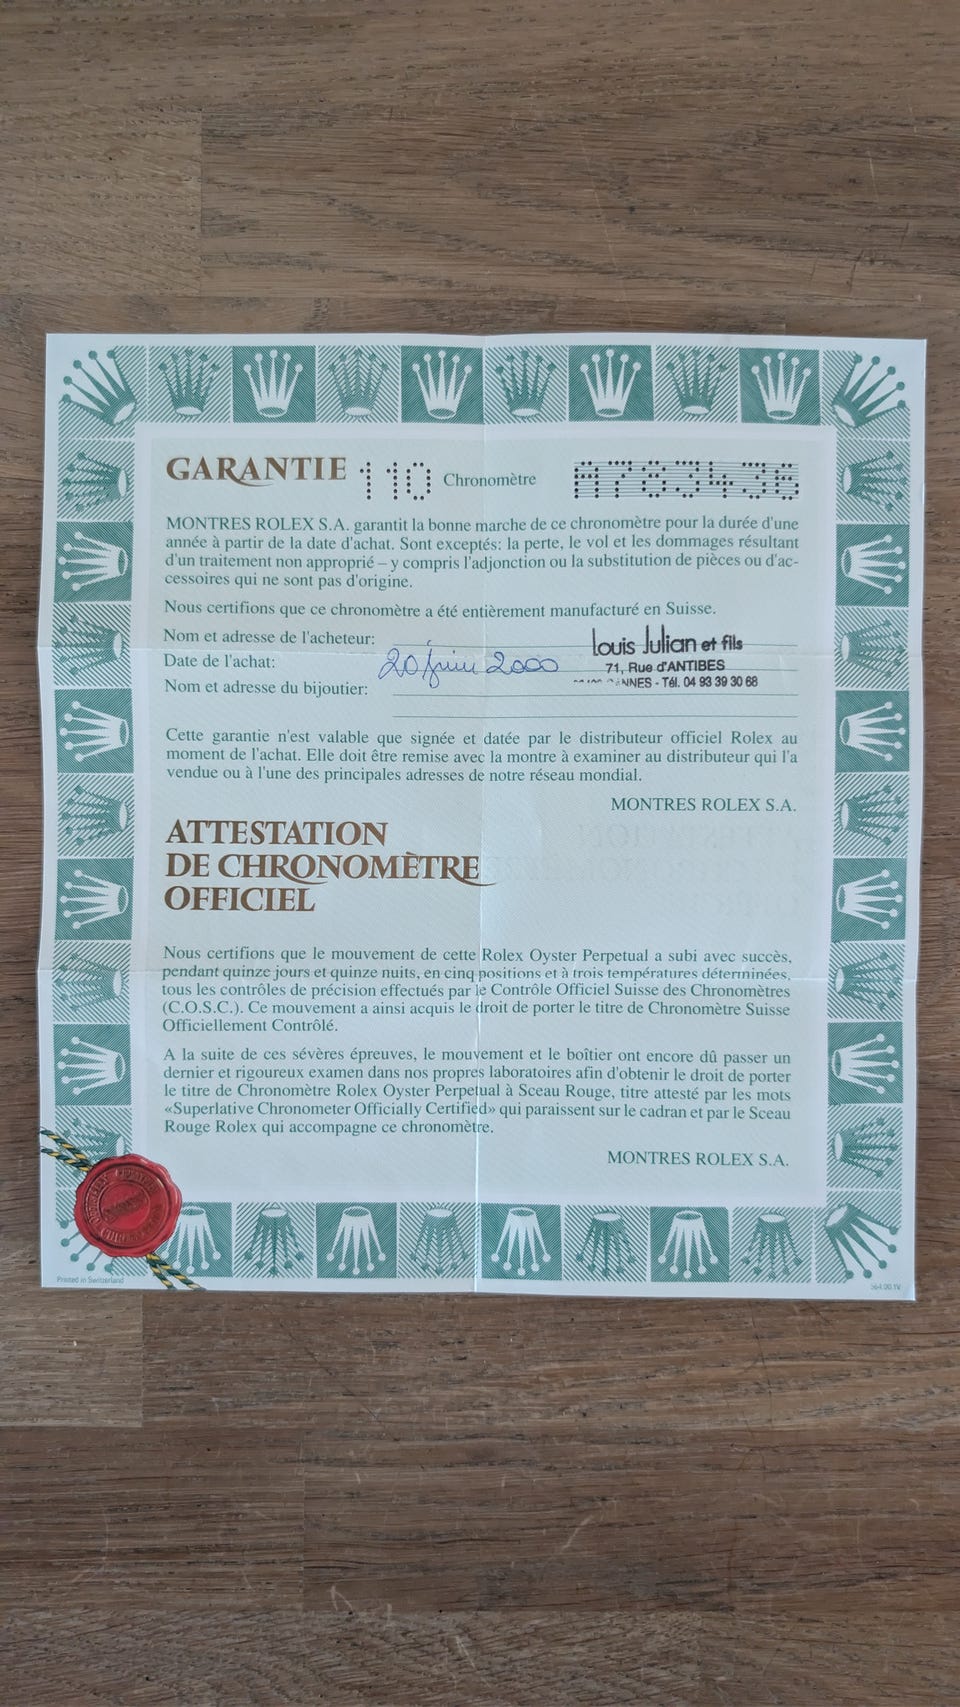 GARANTIE 110 Chronomètre A783436
MONTRES ROLEX S.A. garantit la bonne marche de ce chronomètre pour la durée d'une
année à partir de la date d'achat. Sont exceptés: la perte, le vol et les dommages résultant
d'un traitement non approprié – y compris l'adjonction ou la substitution de pièces ou d'ac-
cessoires qui ne sont pas d'origine.
Nous certifions que ce chronomètre a été entièrement manufacturé en Suisse.
Nom et adresse de l'acheteur:
Louis Julian et fils
Date de l'achat: 20 juin 2000
71, Rue d'ANTIBES
Nom et adresse du bijoutier:
NNES - Tél. 04 93 39 30 68
Cette garantie n'est valable que signée et datée par le distributeur officiel Rolex au
moment de l'achat. Elle doit être remise avec la montre à examiner au distributeur qui l'a
vendue ou à l'une des principales adresses de notre réseau mondial.
MONTRES ROLEX S.A.
ATTESTATION
DE CHRONOMÈTRE
OFFICIEL
Nous certifions que le mouvement de cette Rolex Oyster Perpetual a subi avec succès,
pendant quinze jours et quinze nuits, en cinq positions et à trois températures déterminées,
tous les contrôles de précision effectués par le Contrôle Officiel Suisse des Chronomètres
(C.O.S.C.). Ce mouvement a ainsi acquis le droit de porter le titre de Chronomètre Suisse
Officiellement Contrôlé.
A la suite de ces sévères épreuves, le mouvement et le boîtier ont encore dû passer un
dernier et rigoureux examen dans nos propres laboratoires afin d'obtenir le droit de porter
le titre de Chronomètre Rolex Oyster Perpetual à Sceau Rouge, titre attesté par les mots
«Superlative Chronometer Officially Certified» qui paraissent sur le cadran et par le Sceau
Rouge Rolex qui accompagne ce chronomètre.
MONTRES ROLEX S.A.
Printed in Switzerland
564.00.1V